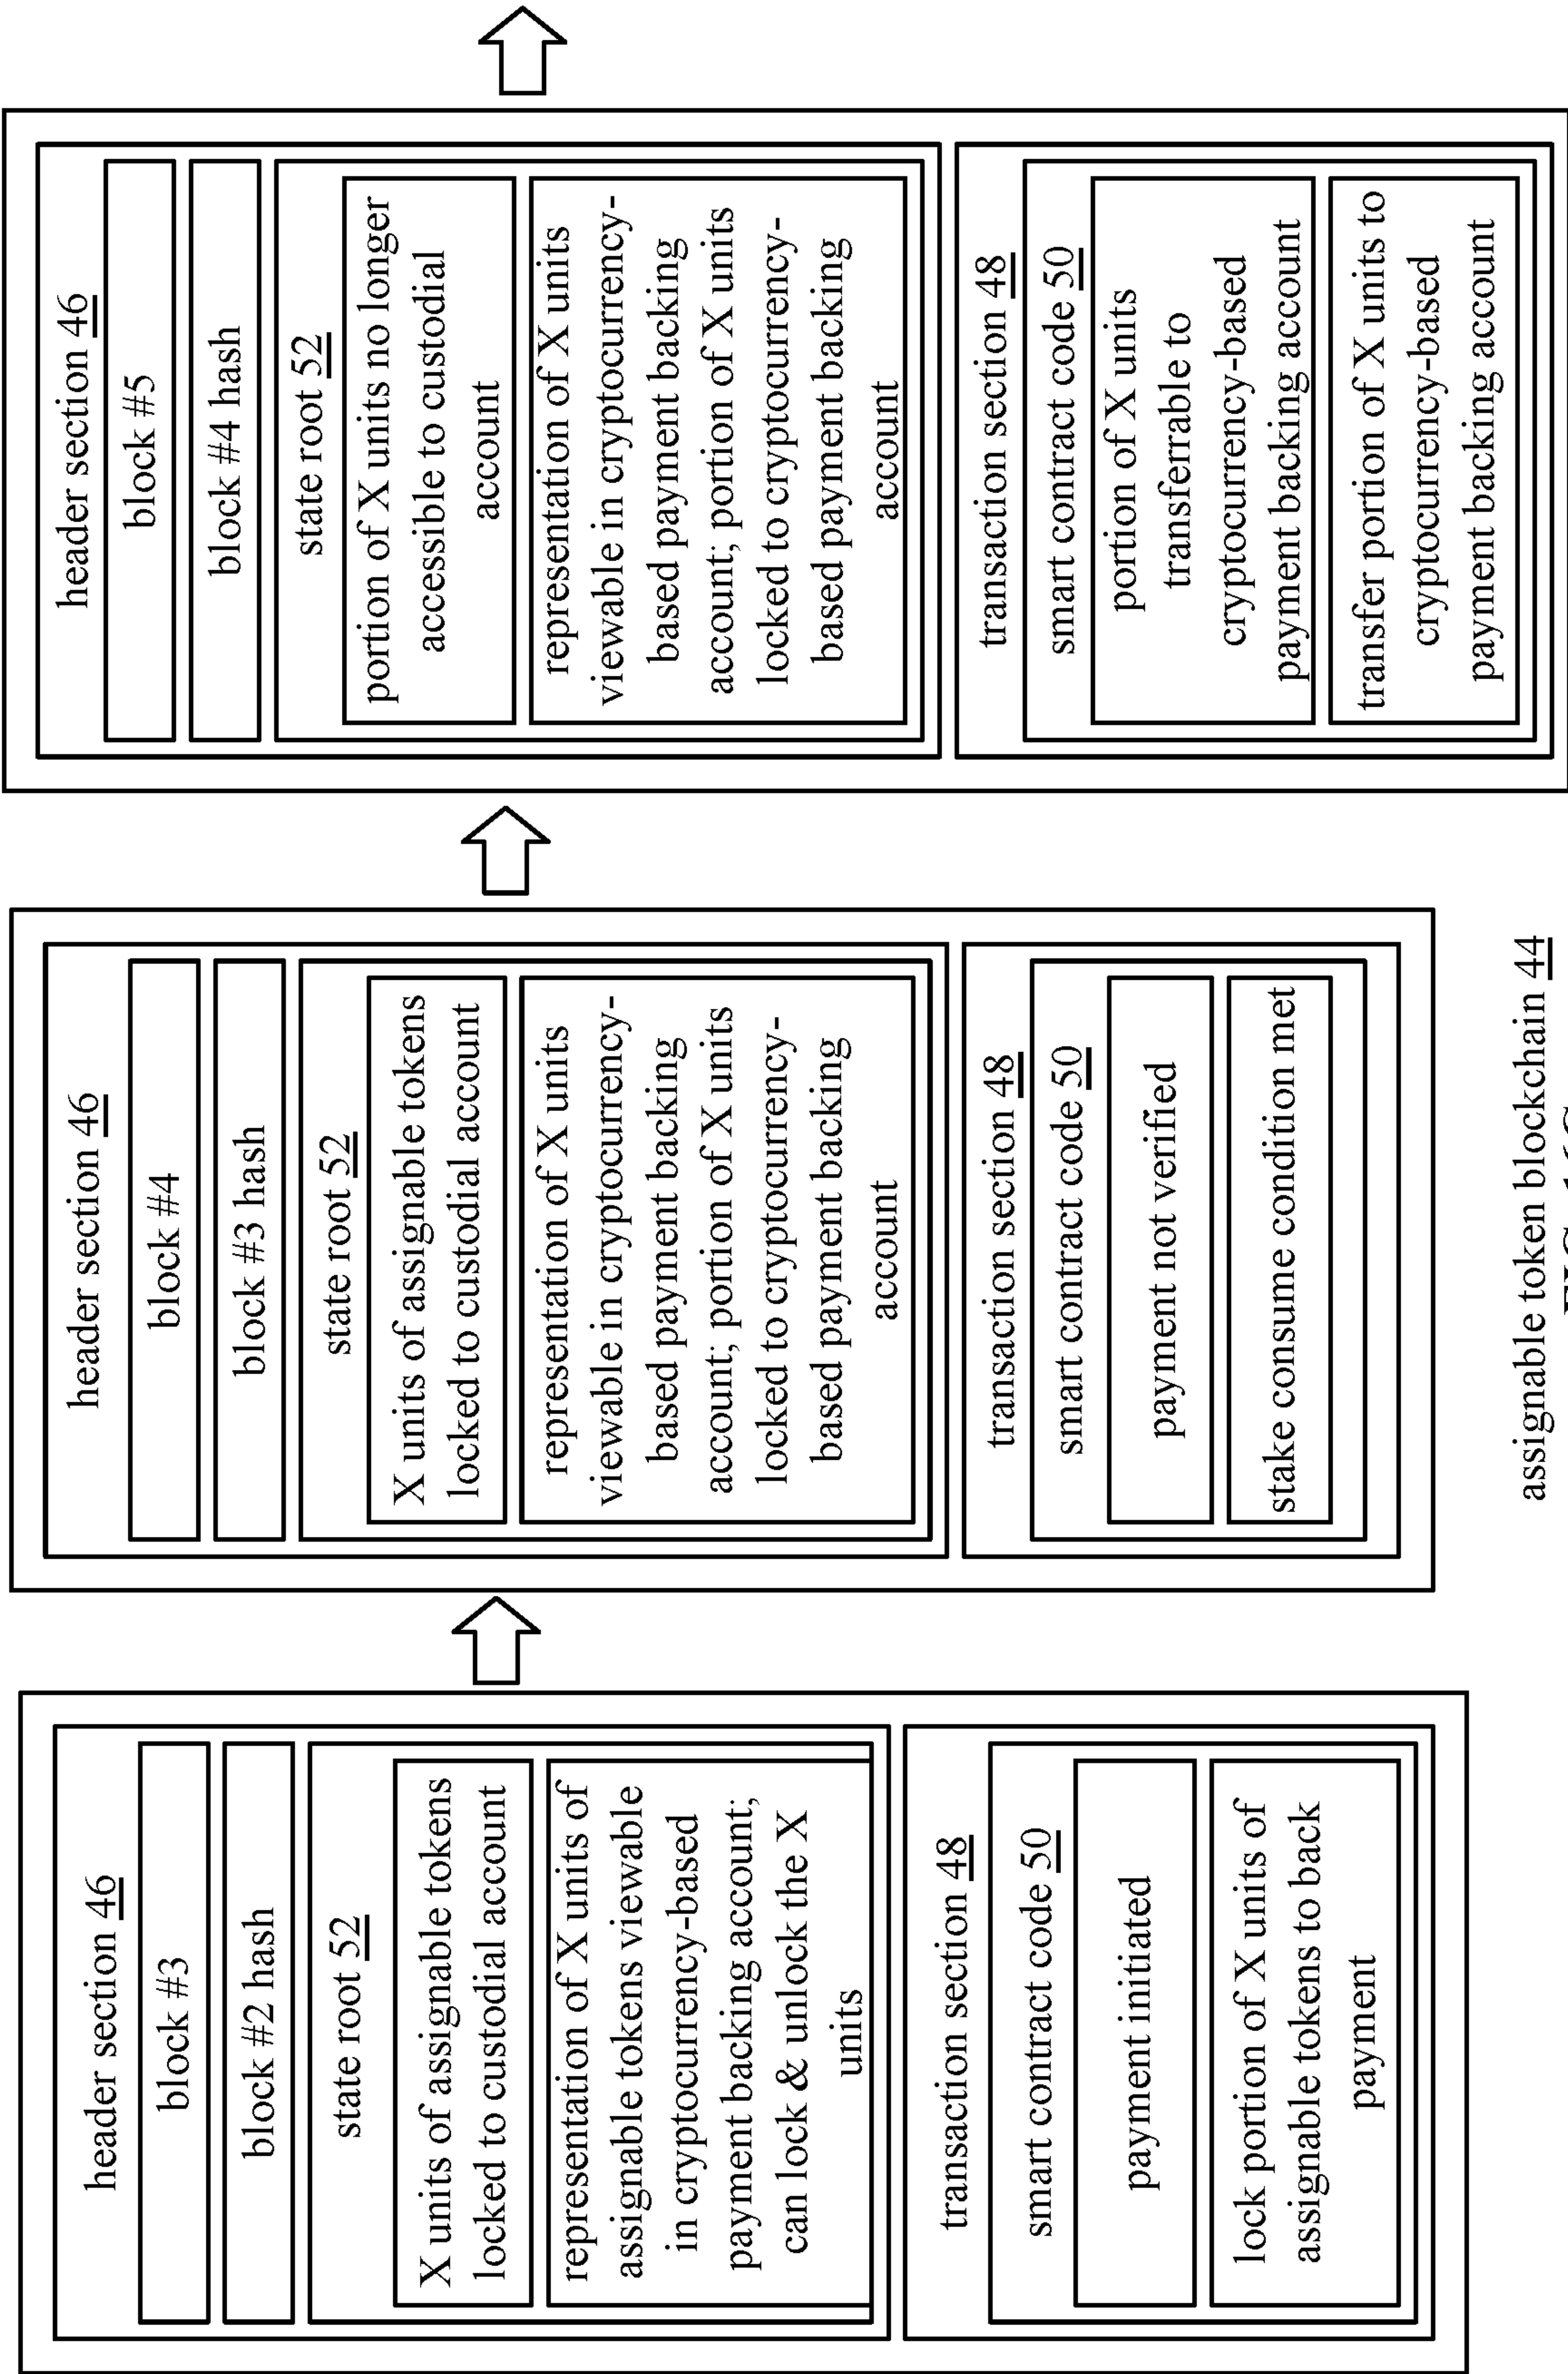 header section 46
block #3
block #2 hash
state root 52
X units of assignable tokens
locked to custodial account
representation of X units of
assignable tokens viewable
in cryptocurrency-based
payment backing account;
can lock & unlock the X
units
transaction section 48
smart contract code 50
payment initiated
lock portion of X units of
assignable tokens to back
payment
header section 46
block #4
block #3 hash
state root 52
X units of assignable tokens
locked to custodial account
representation of X units
viewable in cryptocurrency-
based payment backing
account; portion of X units
locked to cryptocurrency-
based payment backing
account
transaction section 48
smart contract code 50
payment not verified
stake consume condition met
header section 46
block #5
block #4 hash
state root 52
portion of X units no longer
accessible to custodial
account
representation of X units
viewable in cryptocurrency-
based payment backing
account; portion of X units
locked to cryptocurrency-
based payment backing
account
transaction section 48
smart contract code 50
portion of X units
transferrable to
cryptocurrency-based
payment backing account
transfer portion of X units to
cryptocurrency-based
payment backing account
assignable token blockchain 44